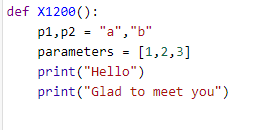 def X1200():
    p1,p2 = "a","b"
    parameters = [1,2,3]
    print("Hello")
    print("Glad to meet you")